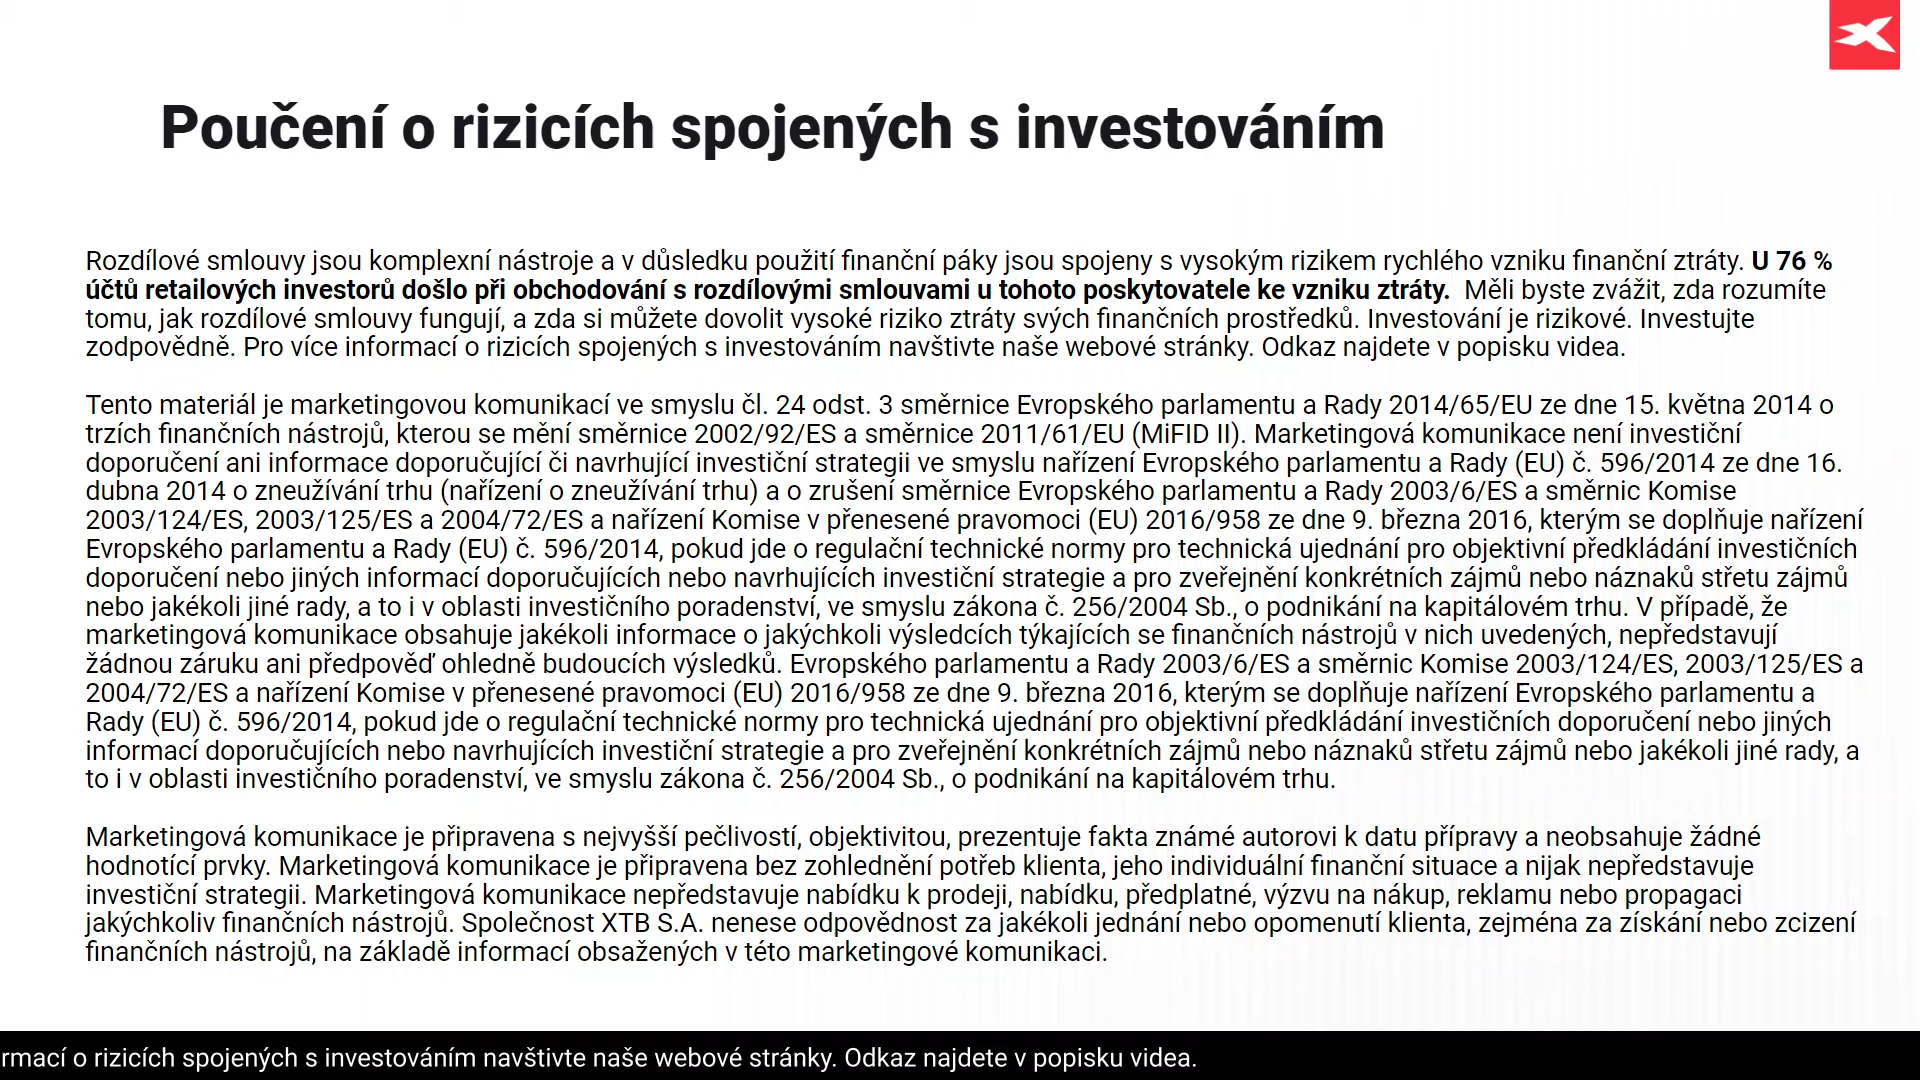 Poučení o rizicích spojených s investováním
Rozdílové smlouvy jsou komplexní nástroje a v důsledku použití finanční páky jsou spojeny s vysokým rizikem rychlého vzniku finanční ztráty. U 76 %
účtů retailových investorů došlo při obchodování s rozdílovými smlouvami u tohoto poskytovatele ke vzniku ztráty. Měli byste zvážit, zda rozumíte
tomu, jak rozdílové smlouvy fungují, a zda si můžete dovolit vysoké riziko ztráty svých finančních prostředků. Investování je rizikové. Investujte
zodpovědně. Pro více informací o rizicích spojených s investováním navštivte naše webové stránky. Odkaz najdete v popisku videa.
Tento materiál je marketingovou komunikací ve smyslu čl. 24 odst. 3 směrnice Evropského parlamentu a Rady 2014/65/EU ze dne 15. května 2014 o
trzích finančních nástrojů, kterou se mění směrnice 2002/92/ES a směrnice 2011/61/EU (MiFID II). Marketingová komunikace není investiční
doporučení ani informace doporučující či navrhující investiční strategii ve smyslu nařízení Evropského parlamentu a Rady (EU) č. 596/2014 ze dne 16.
dubna 2014 o zneužívání trhu (nařízení o zneužívání trhu) a o zrušení směrnice Evropského parlamentu a Rady 2003/6/ES a směrnic Komise
2003/124/ES, 2003/125/ES a 2004/72/ES a nařízení Komise v přenesené pravomoci (EU) 2016/958 ze dne 9. března 2016, kterým se doplňuje nařízení
Evropského parlamentu a Rady (EU) č. 596/2014, pokud jde o regulační technické normy pro technická ujednání pro objektivní předkládání investičních
doporučení nebo jiných informací doporučujících nebo navrhujících investiční strategie a pro zveřejnění konkrétních zájmů nebo náznaků střetu zájmů
nebo jakékoli jiné rady, a to i v oblasti investičního poradenství, ve smyslu zákona č. 256/2004 Sb., o podnikání na kapitálovém trhu. V případě, že
marketingová komunikace obsahuje jakékoli informace o jakýchkoli výsledcích týkajících se finančních nástrojů v nich uvedených, nepředstavují
žádnou záruku ani předpověď ohledně budoucích výsledků. Evropského parlamentu a Rady 2003/6/ES a směrnic Komise 2003/124/ES, 2003/125/ES a
2004/72/ES a nařízení Komise v přenesené pravomoci (EU) 2016/958 ze dne 9. března 2016, kterým se doplňuje nařízení Evropského parlamentu a
Rady (EU) č. 596/2014, pokud jde o regulační technické normy pro technická ujednání pro objektivní předkládání investičních doporučení nebo jiných
informací doporučujících nebo navrhujících investiční strategie a pro zveřejnění konkrétních zájmů nebo náznaků střetu zájmů nebo jakékoli jiné rady, a
to i v oblasti investičního poradenství, ve smyslu zákona č. 256/2004 Sb., o podnikání na kapitálovém trhu.
Marketingová komunikace je připravena s nejvyšší pečlivostí, objektivitou, prezentuje fakta známé autorovi k datu přípravy a neobsahuje žádné
hodnotící prvky. Marketingová komunikace je připravena bez zohlednění potřeb klienta, jeho individuální finanční situace a nijak nepředstavuje
investiční strategii. Marketingová komunikace nepředstavuje nabídku k prodeji, nabídku, předplatné, výzvu na nákup, reklamu nebo propagaci
jakýchkoliv finančních nástrojů. Společnost XTB S.A. nenese odpovědnost za jakékoli jednání nebo opomenutí klienta, zejména za získání nebo zcizení
finančních nástrojů, na základě informací obsažených v této marketingové komunikaci.
rmací o rizicích spojených s investováním navštivte naše webové stránky. Odkaz najdete v popisku videa.